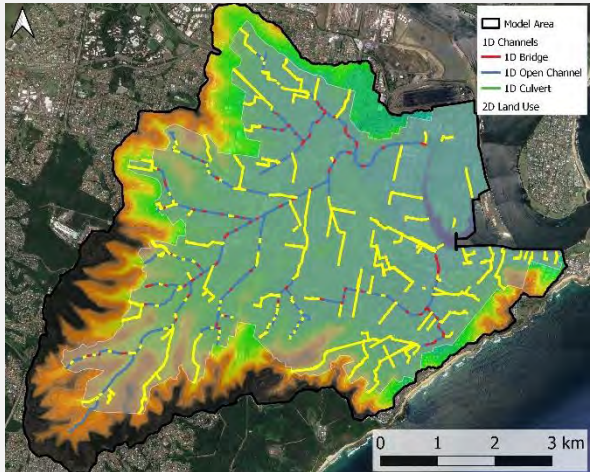 Model Area
1D Channels
1D Bridge
1D Open Channel
1D Culvert
2D Land Use
0 1 2 3 km